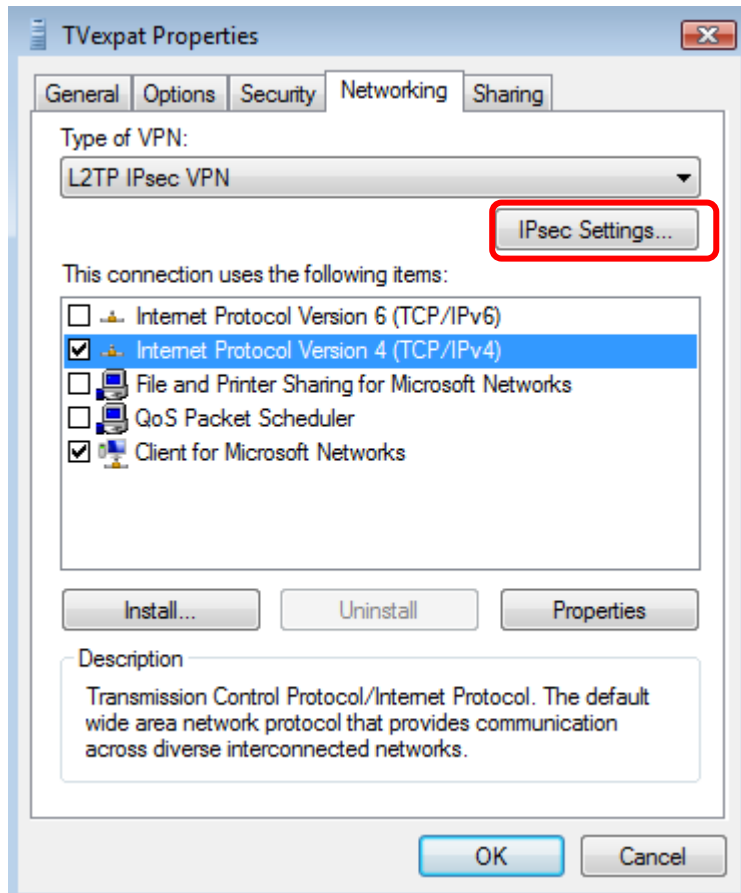 TVexpat Properties
General Options Security Networking Sharing
Type of VPN:
L2TP IPsec VPN
IPsec Settings...
This connection uses the following items:
Internet Protocol Version 6 (TCP/IPv6)
Internet Protocol Version 4 (TCP/IPv4)
File and Printer Sharing for Microsoft Networks
QoS Packet Scheduler
Client for Microsoft Networks
Install... Uninstall Properties
Description
Transmission Control Protocol/Internet Protocol. The default
wide area network protocol that provides communication
across diverse interconnected networks.
OK Cancel